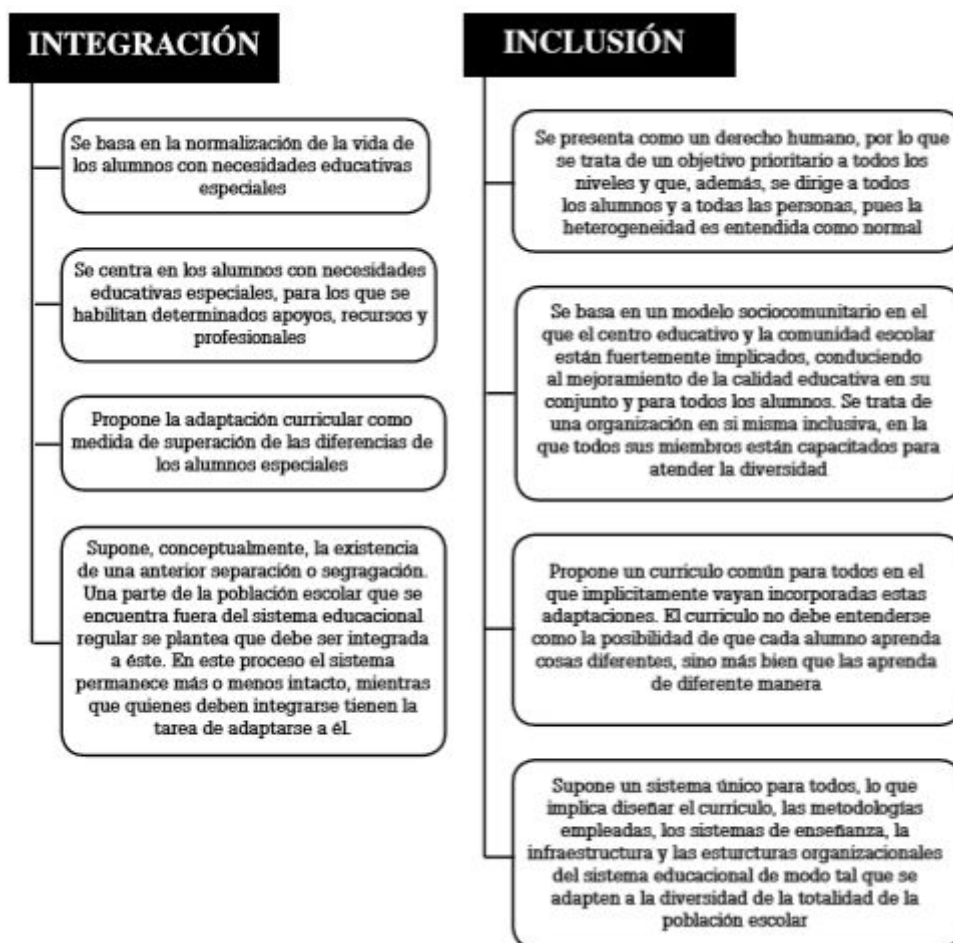 INTEGRACIÓN
Se basa en la normalización de la vida de
los alumnos con necesidades educativas
especiales
Se centra en los alumnos con necesidades
educativas especiales, para los que se
habilitan determinados apoyos, recursos y
profesionales
Propone la adaptación curricular como
medida de superación de las diferencias de
los alumnos especiales
Supone, conceptualmente, la existencia
de una anterior separación o segragación.
Una parte de la población escolar que se
encuentra fuera del sistema educacional
regular se plantea que debe ser integrada
a éste. En este proceso el sistema
permanece más o menos intacto, mientras
que quienes deben integrarse tienen la
tarea de adaptarse a él.
INCLUSIÓN
Se presenta como un derecho humano, por lo que
se trata de un objetivo prioritario a todos los
niveles y que, además, se dirige a todos
los alumnos y a todas las personas, pues la
heterogeneidad es entendida como normal
Se basa en un modelo sociocomunitario en el
que el centro educativo y la comunidad escolar
están fuertemente implicados, conduciendo
al mejoramiento de la calidad educativa en su
conjunto y para todos los alumnos. Se trata de
una organización en si misma inclusiva, en la
que todos sus miembros están capacitados para
atender la diversidad
Propone un curriculo común para todos en el
que implicitamente vayan incorporadas estas
adaptaciones. El curriculo no debe entenderse
como la posibilidad de que cada alumno aprenda
cosas diferentes, sino más bien que las aprenda
de diferente manera
Supone un sistema único para todos, lo que
implica diseñar el curriculo, las metodologías
empleadas, los sistemas de enseñanza, la
infraestructura y las esturcturas organizacionales
del sistema educacional de modo tal que se
adapten a la diversidad de la totalidad de la
población escolar